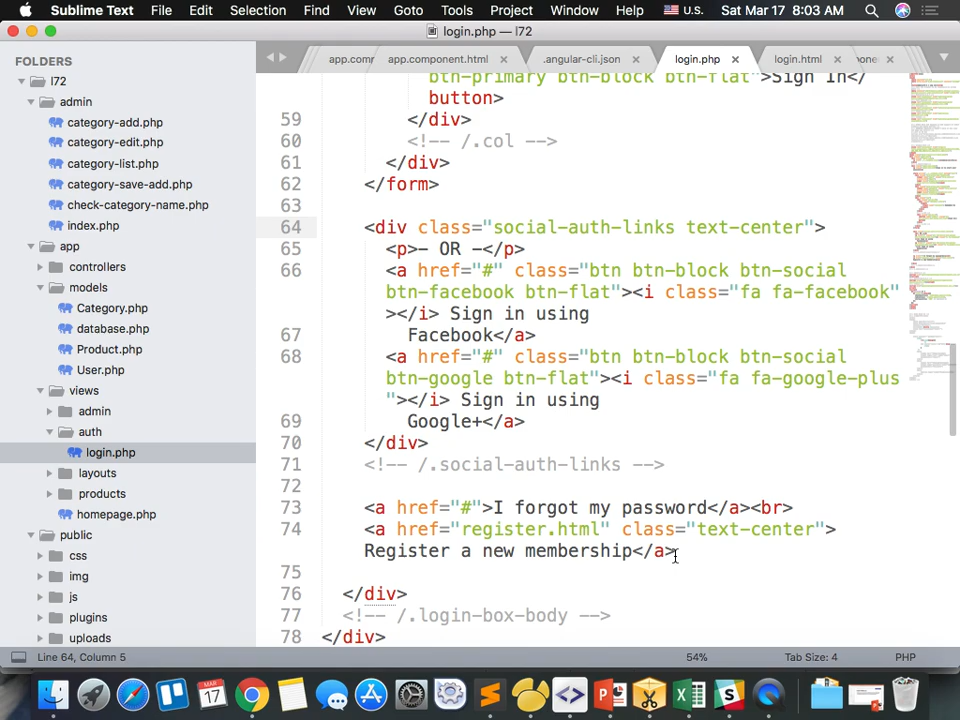 Sublime Text File Edit Selection Find View Goto Tools Project Window Help U.S. Sat Mar 17 8:03 AM
login.php — l72
FOLDERS
l72
admin
category-add.php
category-edit.php
category-list.php
category-save-add.php
check-category-name.php
index.php
app
controllers
models
Category.php
database.php
Product.php
User.php
views
admin
auth
login.php
layouts
products
homepage.php
public
css
img
js
plugins
uploads
app.component.html × .angular-cli.json × login.php × login.html × ×
btn-primary btn-block btn-flat">Sign In</
button>
59 </div>
60 <!-- /.col -->
61 </div>
62 </form>
63
64 <div class="social-auth-links text-center">
65 <p>- OR -</p>
66 <a href="#" class="btn btn-block btn-social
btn-facebook btn-flat"><i class="fa fa-facebook"
></i> Sign in using
67 Facebook</a>
68 <a href="#" class="btn btn-block btn-social
btn-google btn-flat"><i class="fa fa-google-plus
"></i> Sign in using
69 Google+</a>
70 </div>
71 <!-- /.social-auth-links -->
72
73 <a href="#">I forgot my password</a><br>
74 <a href="register.html" class="text-center">
Register a new membership</a>
75
76 </div>
77 <!-- /.login-box-body -->
78 </div>
Line 64, Column 5 54% Tab Size: 4 PHP